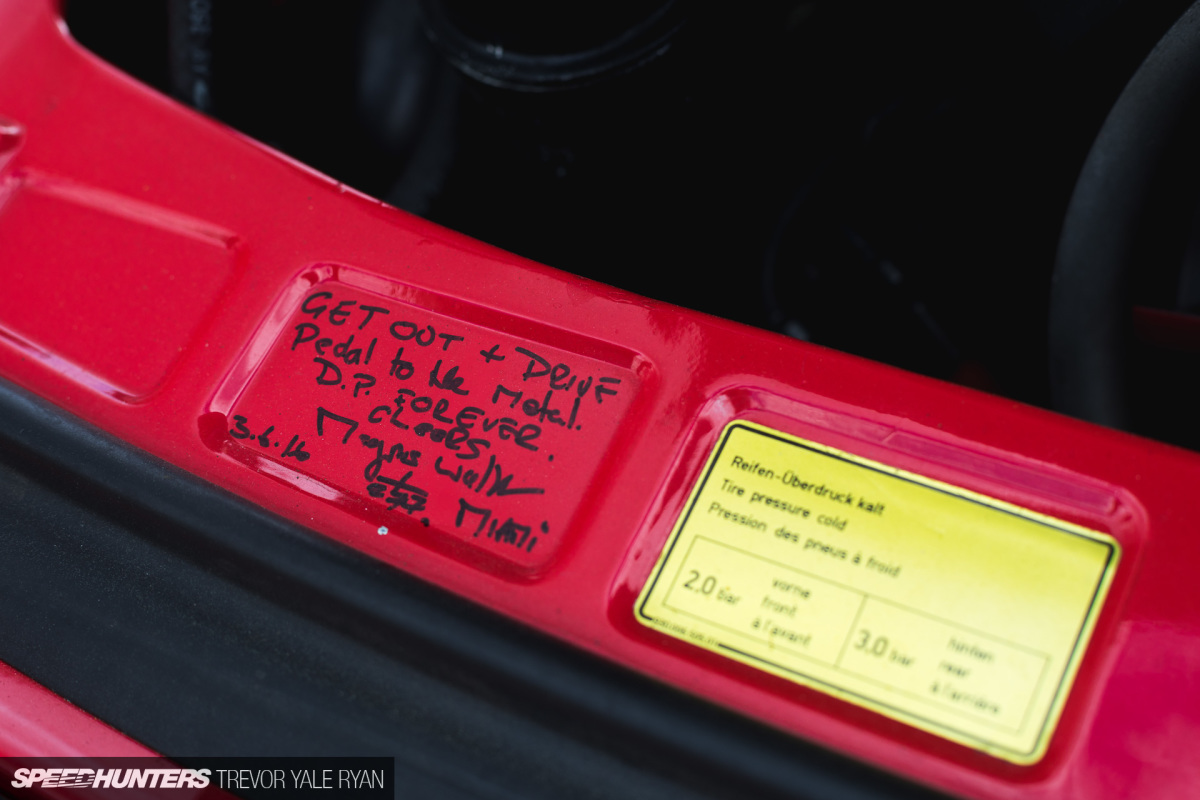 GET OUT + DRIVE
Pedal to the Metal.
D.P. FOREVER.
CHEERS
Magnus Walker
3.6.16
MIAMI
Reifen-Überdruck kalt
Tire pressure cold
Pression des pneus à froid
2.0 bar
vorne
front
à l'avant
3.0 bar
hinten
rear
à l'arrière
SPEEDHUNTERS TREVOR YALE RYAN